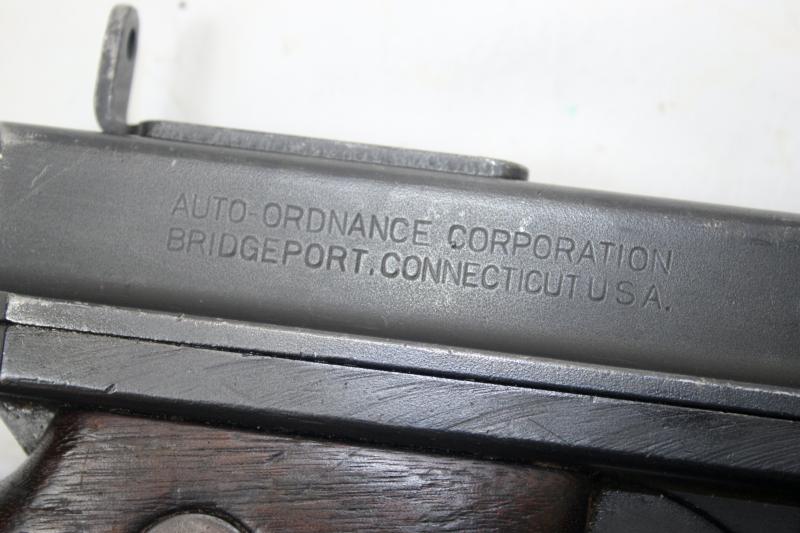 AUTO-ORDNANCE CORPORATION
BRIDGEPORT. CONNECTICUT U S A.